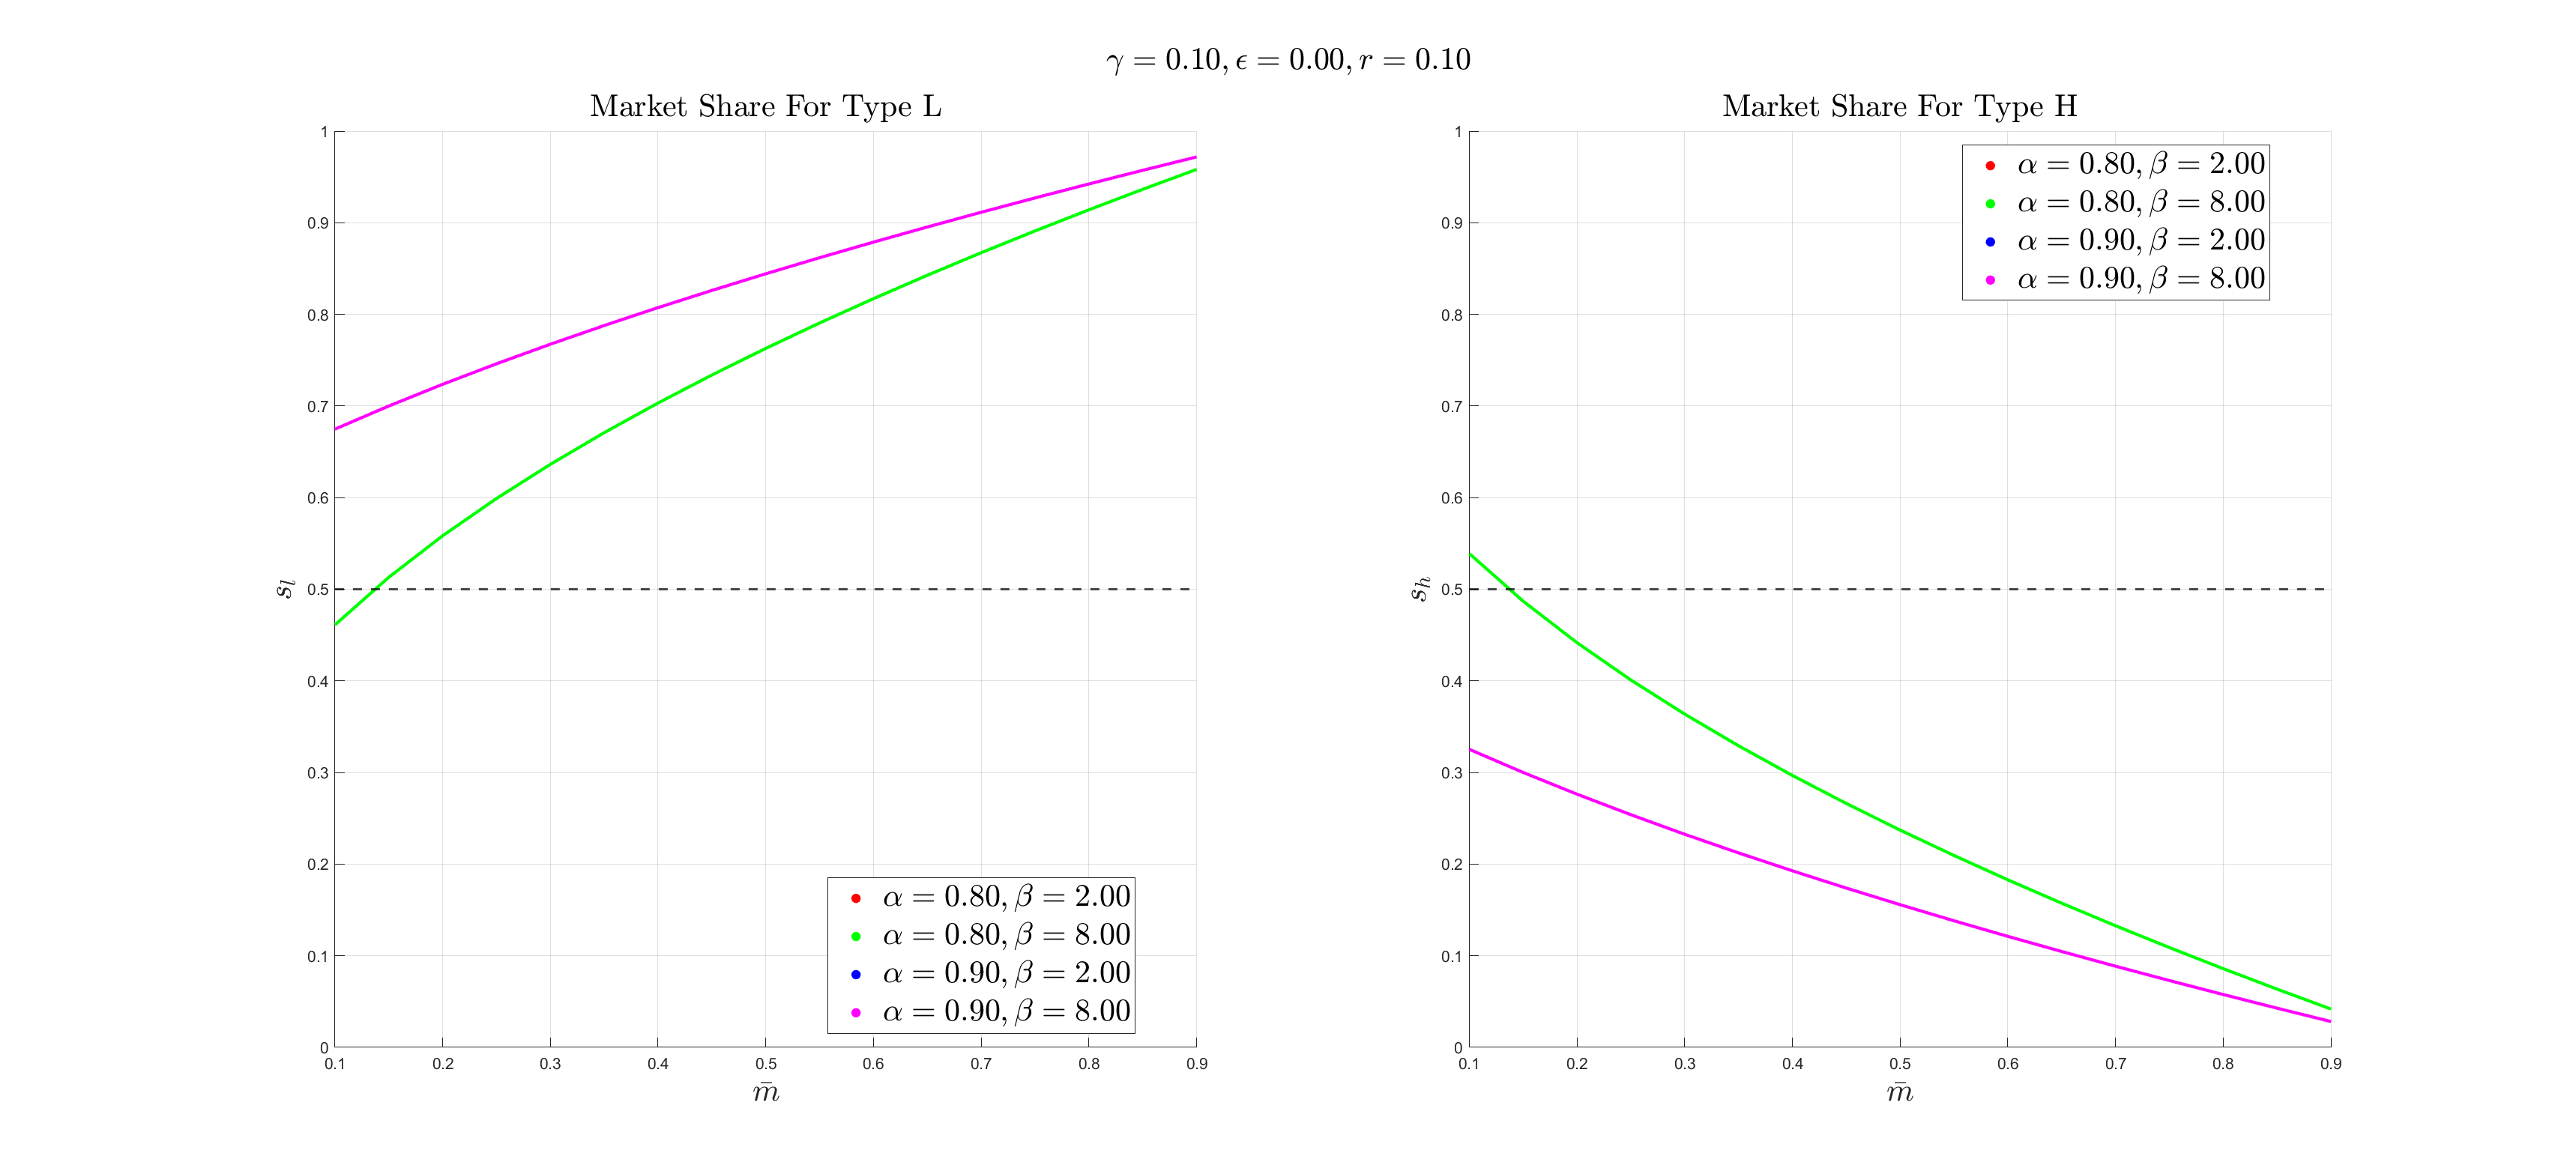 γ = 0.10, ϵ = 0.00, r = 0.10
Market Share For Type L
1
0.9
0.8
0.7
0.6
0.5
0.4
0.3
0.2
0.1
0
s_l
0.1 0.2 0.3 0.4 0.5 0.6 0.7 0.8 0.9
m̄
α = 0.80, β = 2.00
α = 0.80, β = 8.00
α = 0.90, β = 2.00
α = 0.90, β = 8.00
Market Share For Type H
1
0.9
0.8
0.7
0.6
0.5
0.4
0.3
0.2
0.1
0
s_h
0.1 0.2 0.3 0.4 0.5 0.6 0.7 0.8 0.9
m̄
α = 0.80, β = 2.00
α = 0.80, β = 8.00
α = 0.90, β = 2.00
α = 0.90, β = 8.00